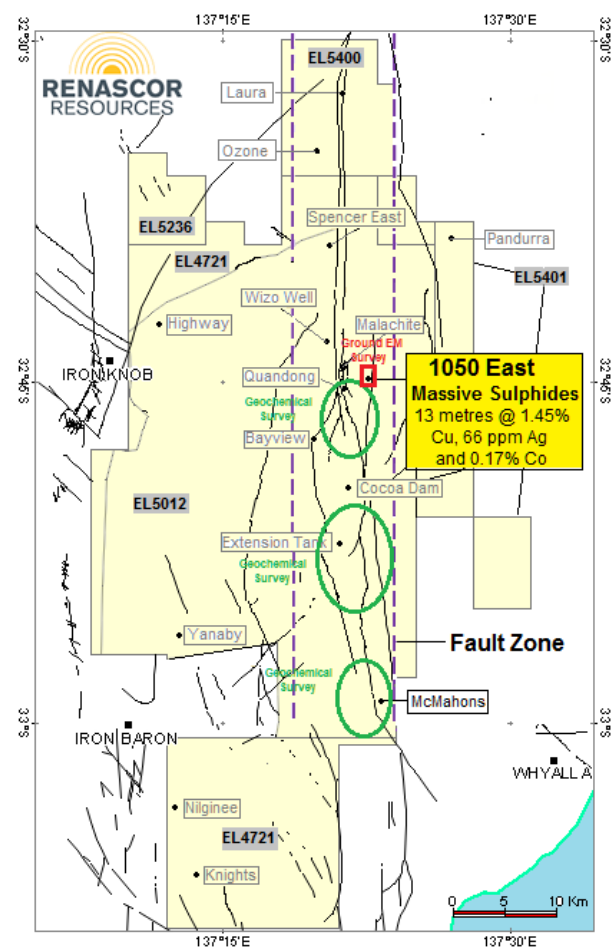 137°15'E
137°30'E
32°30'S
32°30'S
RENASCOR
RESOURCES
EL5400
Laura
Ozone
EL5236
Spencer East
EL4721
Pandurra
EL5401
Wizo Well
Highway
Malachite
Ground EM
Survey
IRON KNOB
Quandong
1050 East
Massive Sulphides
13 metres @ 1.45%
Cu, 66 ppm Ag
and 0.17% Co
32°45'S
Geochemical
Survey
Bayview
Cocoa Dam
EL5012
Extension Tank
Geochemical
Survey
Yanaby
Fault Zone
Geochemical
Survey
McMahons
33°S
33°S
IRON BARON
WHYALLA
Nilginee
EL4721
Knights
0 5 10 Km
137°15'E
137°30'E